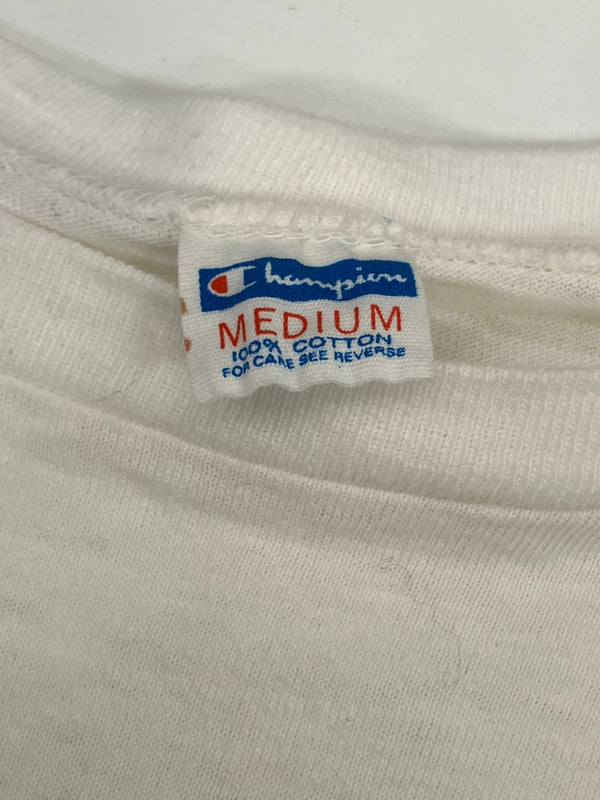 Champion
MEDIUM
100% COTTON
FOR CARE SEE REVERSE